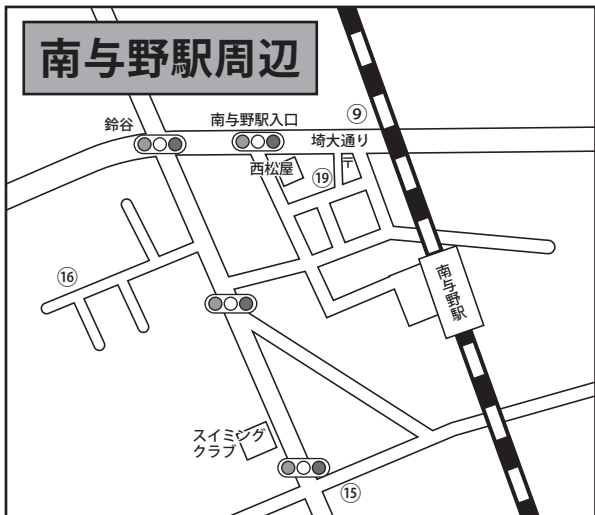 南与野駅周辺
鈴谷
南与野駅入口
⑨
埼大通り
〒
西松屋
⑲
⑯
南与野駅
スイミング
クラブ
⑮